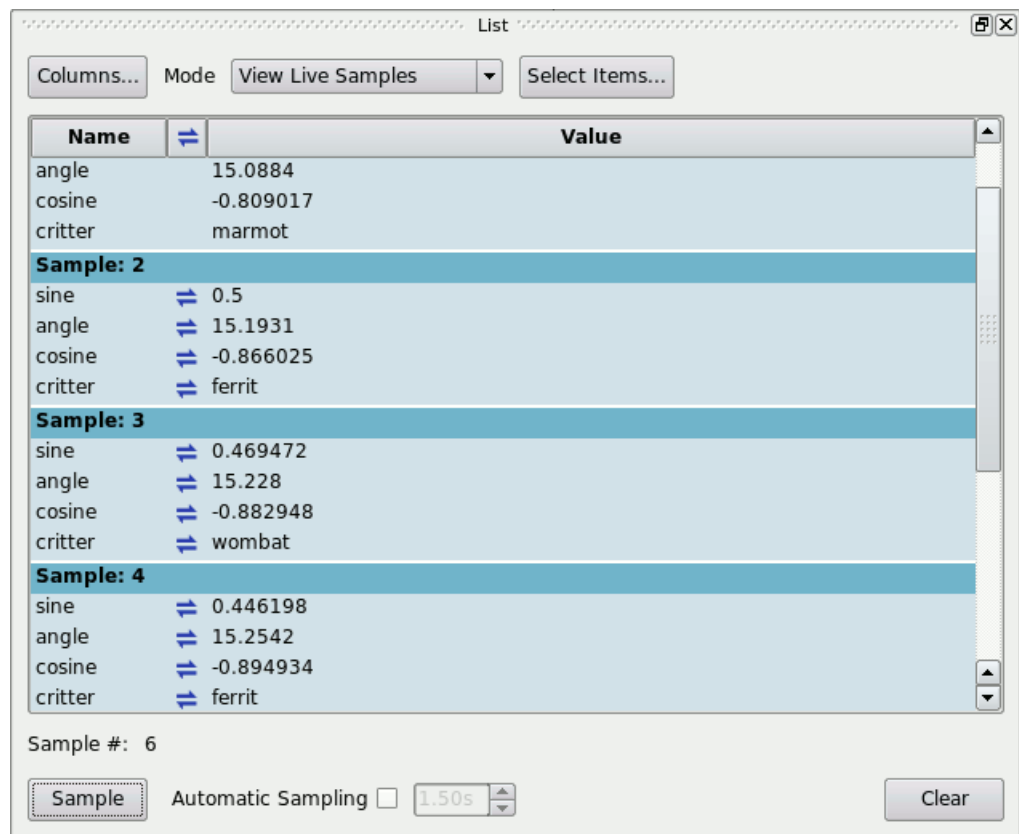 List
Columns... Mode View Live Samples Select Items...
Name Value
angle 15.0884
cosine -0.809017
critter marmot
Sample: 2
sine 0.5
angle 15.1931
cosine -0.866025
critter ferrit
Sample: 3
sine 0.469472
angle 15.228
cosine -0.882948
critter wombat
Sample: 4
sine 0.446198
angle 15.2542
cosine -0.894934
critter ferrit
Sample #: 6
Sample Automatic Sampling 1.50s Clear